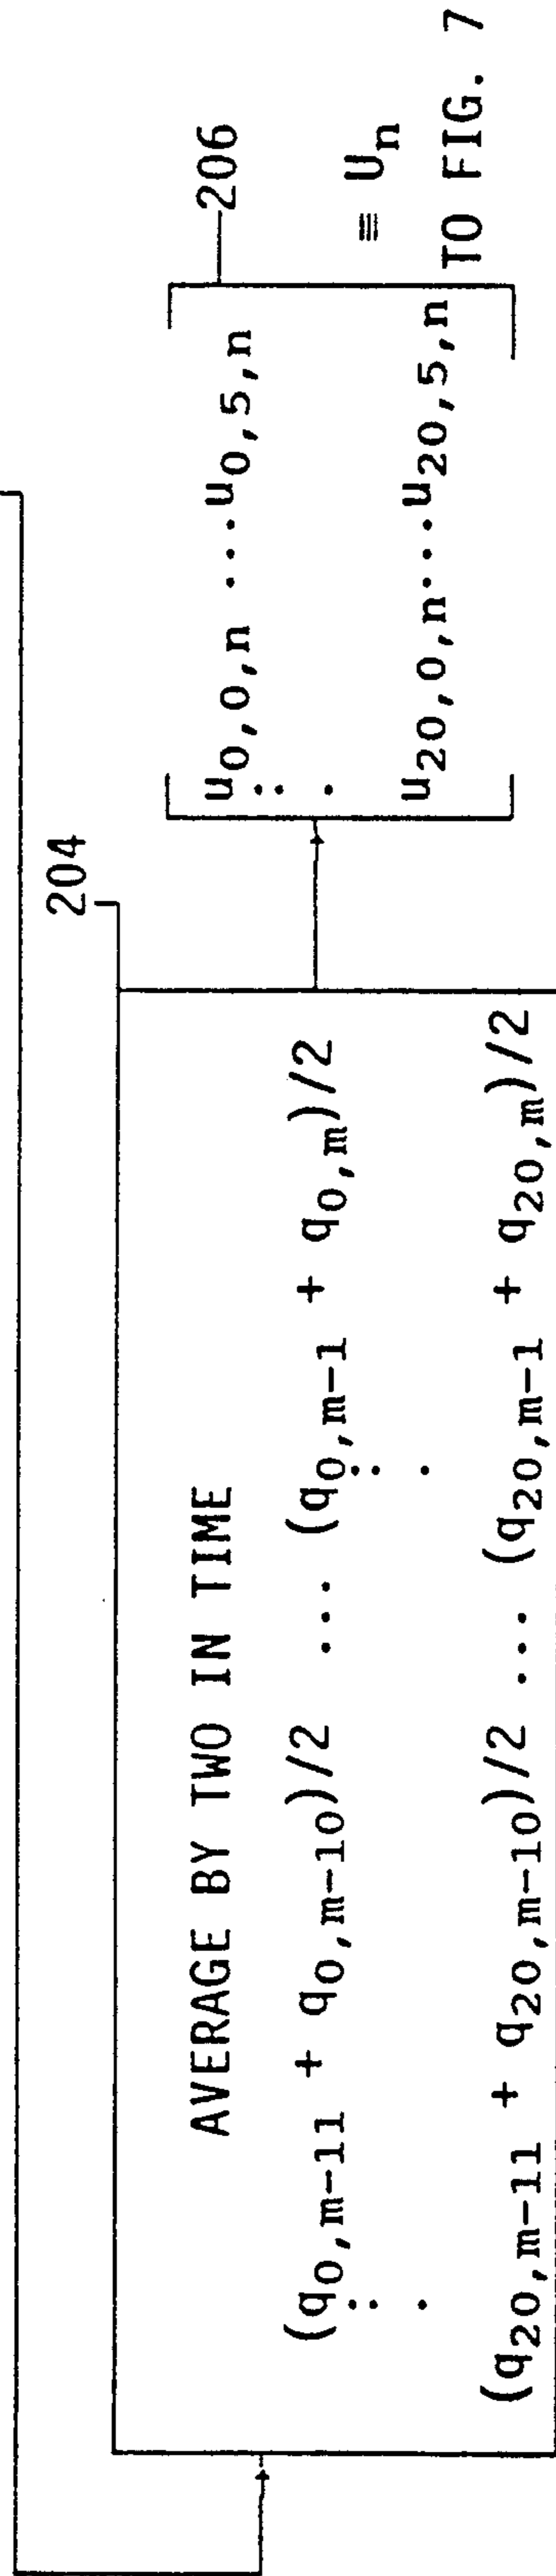 204
AVERAGE BY TWO IN TIME
(q0,m-11 + q0,m-10)/2 ... (q0,m-1 + q0,m)/2
(q20,m-11 + q20,m-10)/2 ... (q20,m-1 + q20,m)/2
206
u0,0,n ...u0,5,n
u20,0,n...u20,5,n
≡ Un
TO FIG. 7